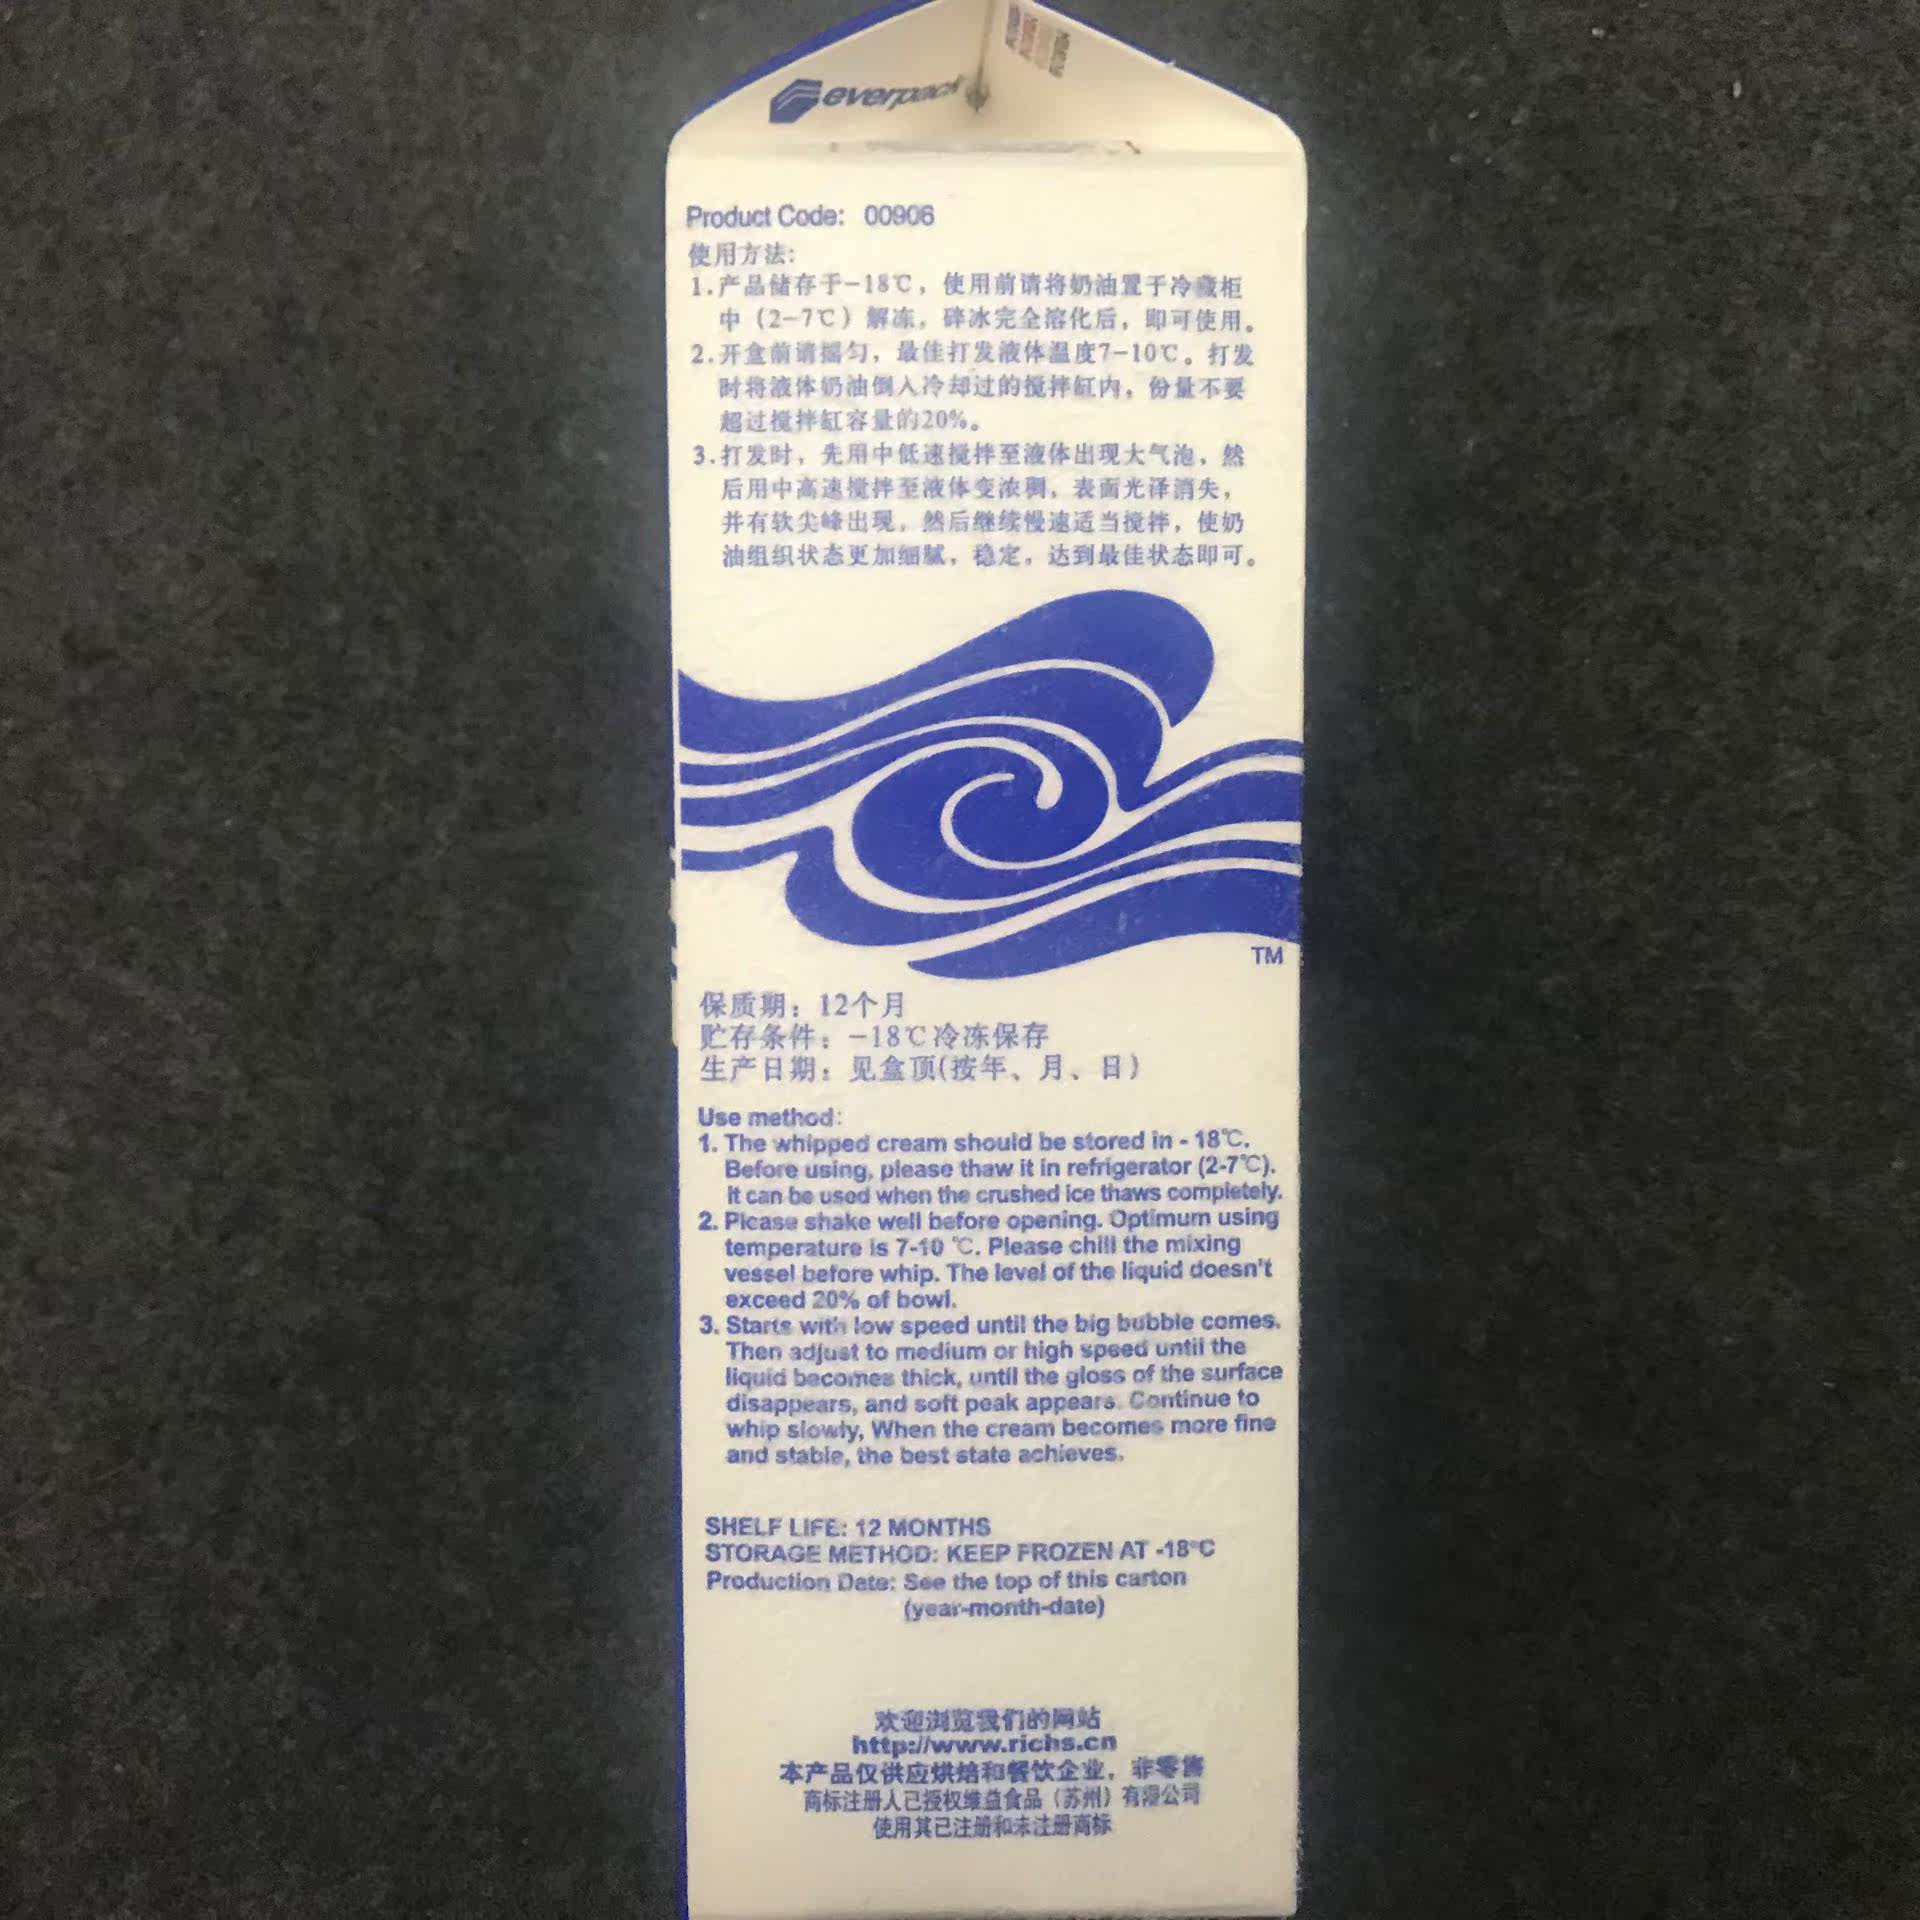 everpack
Product Code: 00906
使用方法:
1.产品储存于-18℃，使用前请将奶油置于冷藏柜
中（2-7℃）解冻，碎冰完全溶化后，即可使用。
2.开盒前请摇匀，最佳打发液体温度7-10℃。打发
时将液体奶油倒入冷却过的搅拌缸内，份量不要
超过搅拌缸容量的20%。
3.打发时，先用中低速搅拌至液体出现大气泡，然
后用中高速搅拌至液体变浓稠，表面光泽消失，
并有软尖峰出现，然后继续慢速适当搅拌，使奶
油组织状态更加细腻，稳定，达到最佳状态即可。
TM
保质期：12个月
贮存条件：-18℃冷冻保存
生产日期：见盒顶(按年、月、日)
Use method:
1. The whipped cream should be stored in - 18℃.
Before using, please thaw it in refrigerator (2-7℃).
It can be used when the crushed ice thaws completely.
2. Please shake well before opening. Optimum using
temperature is 7-10 ℃. Please chill the mixing
vessel before whip. The level of the liquid doesn't
exceed 20% of bowl.
3. Starts with low speed until the big bubble comes.
Then adjust to medium or high speed until the
liquid becomes thick, until the gloss of the surface
disappears, and soft peak appears. Continue to
whip slowly, When the cream becomes more fine
and stable, the best state achieves.
SHELF LIFE: 12 MONTHS
STORAGE METHOD: KEEP FROZEN AT -18°C
Production Date: See the top of this carton
(year-month-date)
欢迎浏览我们的网站
http://www.richs.cn
本产品仅供应烘焙和餐饮企业，非零售
商标注册人已授权维益食品（苏州）有限公司
使用其已注册和未注册商标